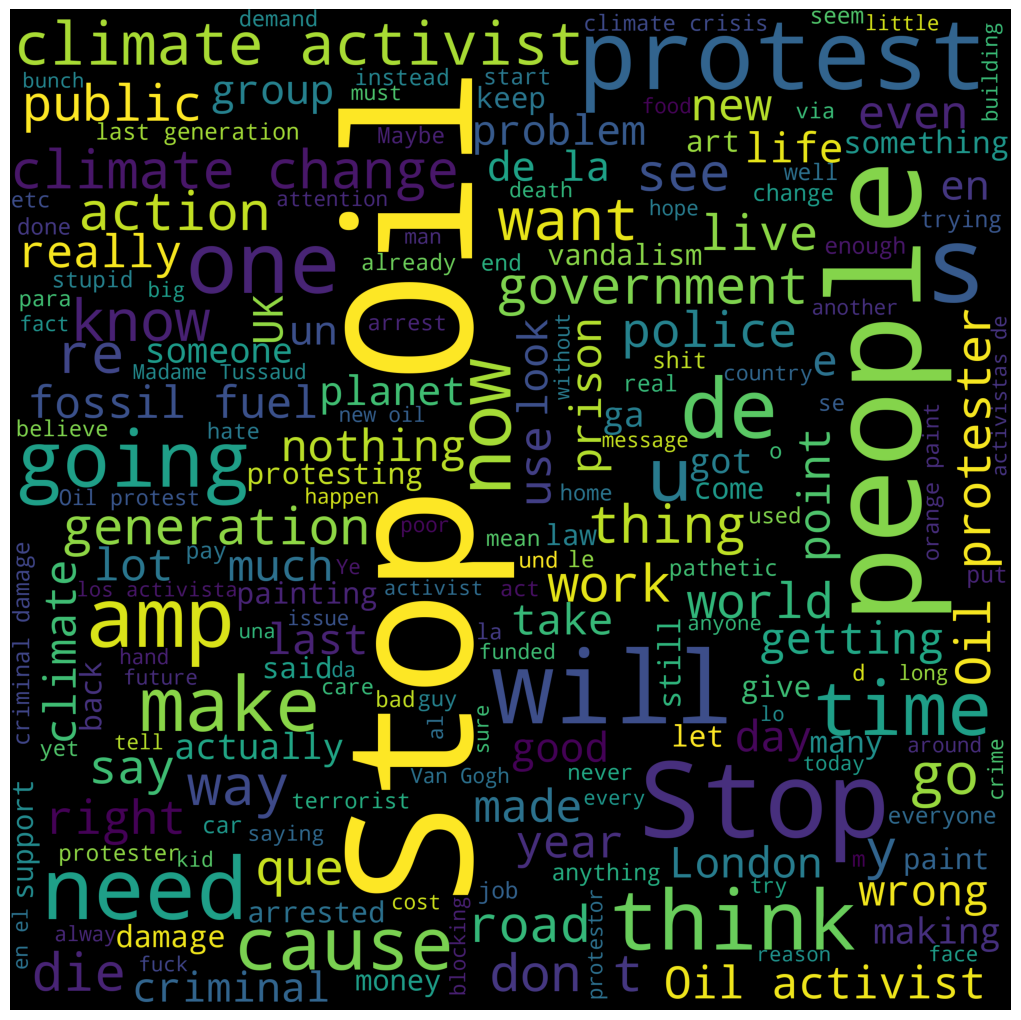 demand
climate crisis
seem
little
climate activist
protest
building
bunch
instead
start
public
group
must
keep
food
new
via
even
last generation
Maybe
problem
art
life
something
climate change
de la
see
well
etc
attention
death
change
en
action
want
hope
live
trying
done
man
really
one
already
end
vandalism
enough
people
s
stupid
big
government
another
para
know
UK
un
arrest
police
fact
re
someone
Stop Oil
now
look
without
shit
e
Madame Tussaud
planet
prison
real
country
protester
activistas de
fossil fuel
new oil
use
ga
de
se
believe
hate
nothing
message
o
going
protesting
u
got
point
orange paint
Oil protest
happen
home
come
generation
poor
thing
used
mean
law
lot
pay
much
Ye
und
le
pathetic
put
climate
los activista
painting
activist
act
work
world
Oil
criminal damage
amp
una
issue
last
la
take
anyone
getting
hand
said
da
funded
still
d
long
back
future
care
bad
guy
will
give
time
make
al
sure
lo
yet
tell
actually
good
let
day
many
around
say
Van Gogh
never
today
crime
way
terrorist
made
every
Stop
go
right
car
saying
everyone
year
y
en el
support
protester
kid
que
London
paint
anything
need
cost
job
try
wrong
arrested
road
think
alway
damage
cause
blocking
protestor
reason
making
face
die
fuck
criminal
money
don t
Oil activist
m